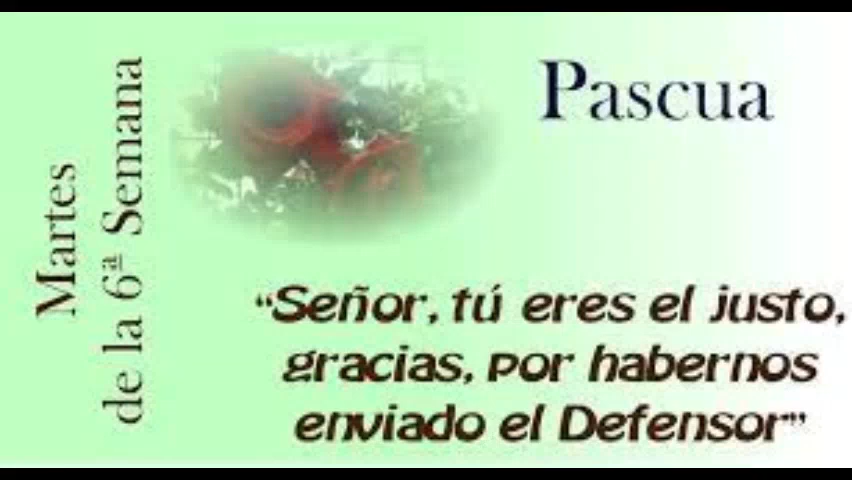 Martes
de la 6ª Semana
Pascua
“Señor, tú eres el justo,
gracias, por habernos
enviado el Defensor”